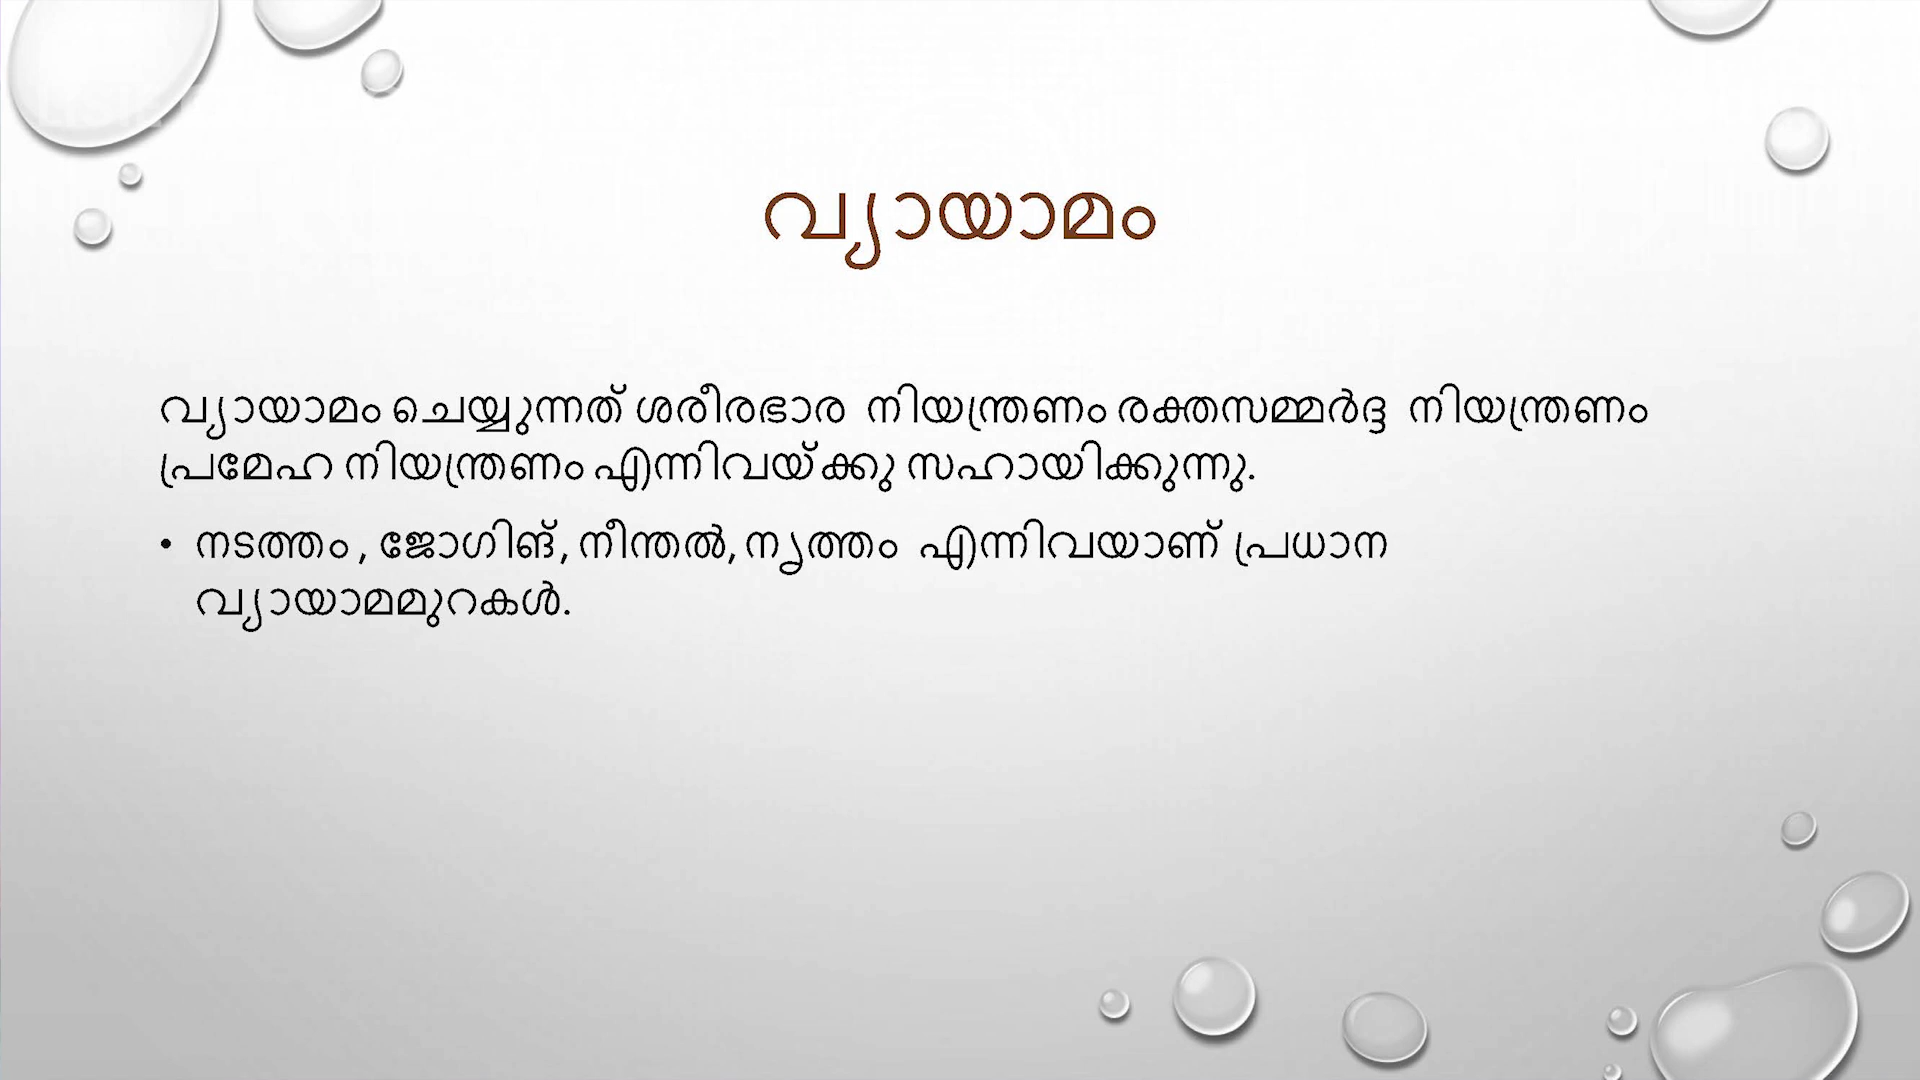 വ്യായാമം
വ്യായാമം ചെയ്യുന്നത് ശരീരഭാര നിയന്ത്രണം രക്തസമ്മർദ്ദ നിയന്ത്രണം
പ്രമേഹ നിയന്ത്രണം എന്നിവയ്ക്കു സഹായിക്കുന്നു.
• നടത്തം , ജോഗിങ്, നീന്തൽ, നൃത്തം എന്നിവയാണ് പ്രധാന
വ്യായാമമുറകൾ.